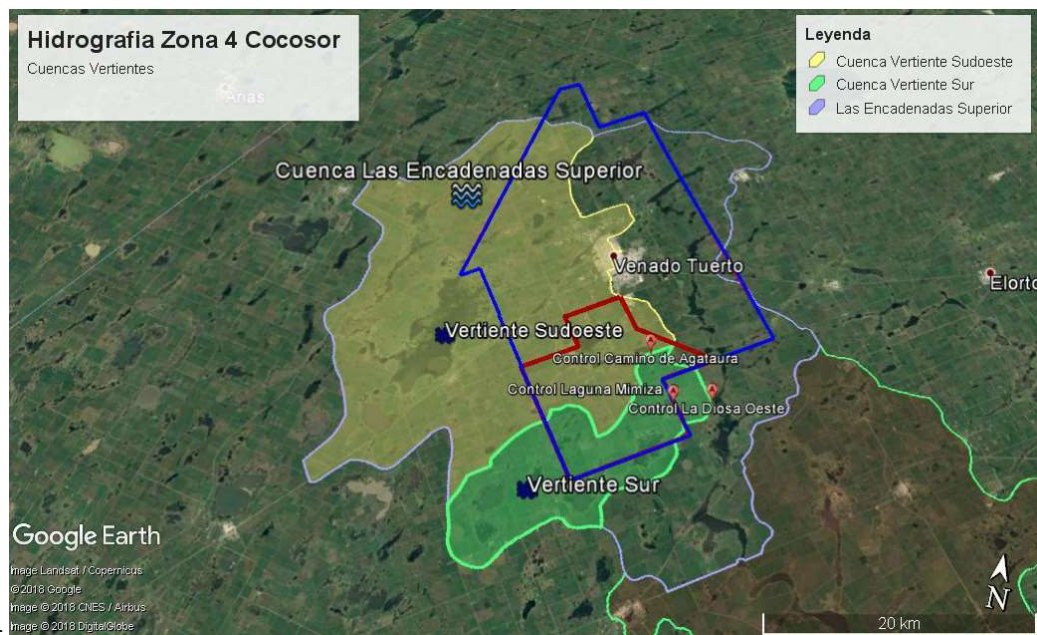 Hidrografia Zona 4 Cocosor
Cuencas Vertientes
Arias
Leyenda
Cuenca Vertiente Sudoeste
Cuenca Vertiente Sur
Las Encadenadas Superior
Cuenca Las Encadenadas Superior
Venado Tuerto
Elorto
Vertiente Sudoeste
Control Camino de Agataura
Control Laguna Mimiza
Control La Diosa Oeste
Vertiente Sur
Google Earth
Image Landsat / Copernicus
©2018 Google
Image © 2018 CNES / Airbus
Image © 2018 DigitalGlobe
N
20 km